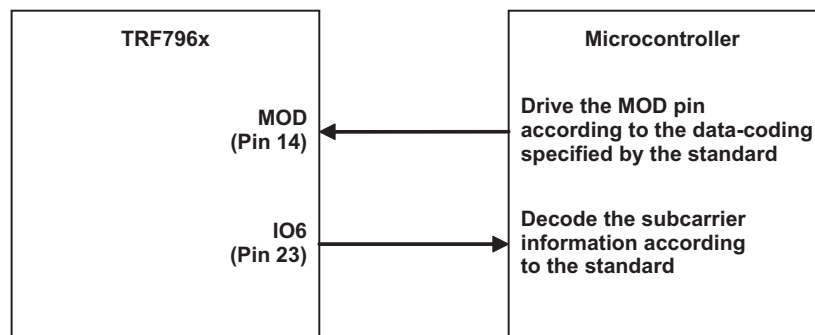 TRF796x
Microcontroller
MOD
(Pin 14)
Drive the MOD pin
according to the data-coding
specified by the standard
IO6
(Pin 23)
Decode the subcarrier
information according
to the standard